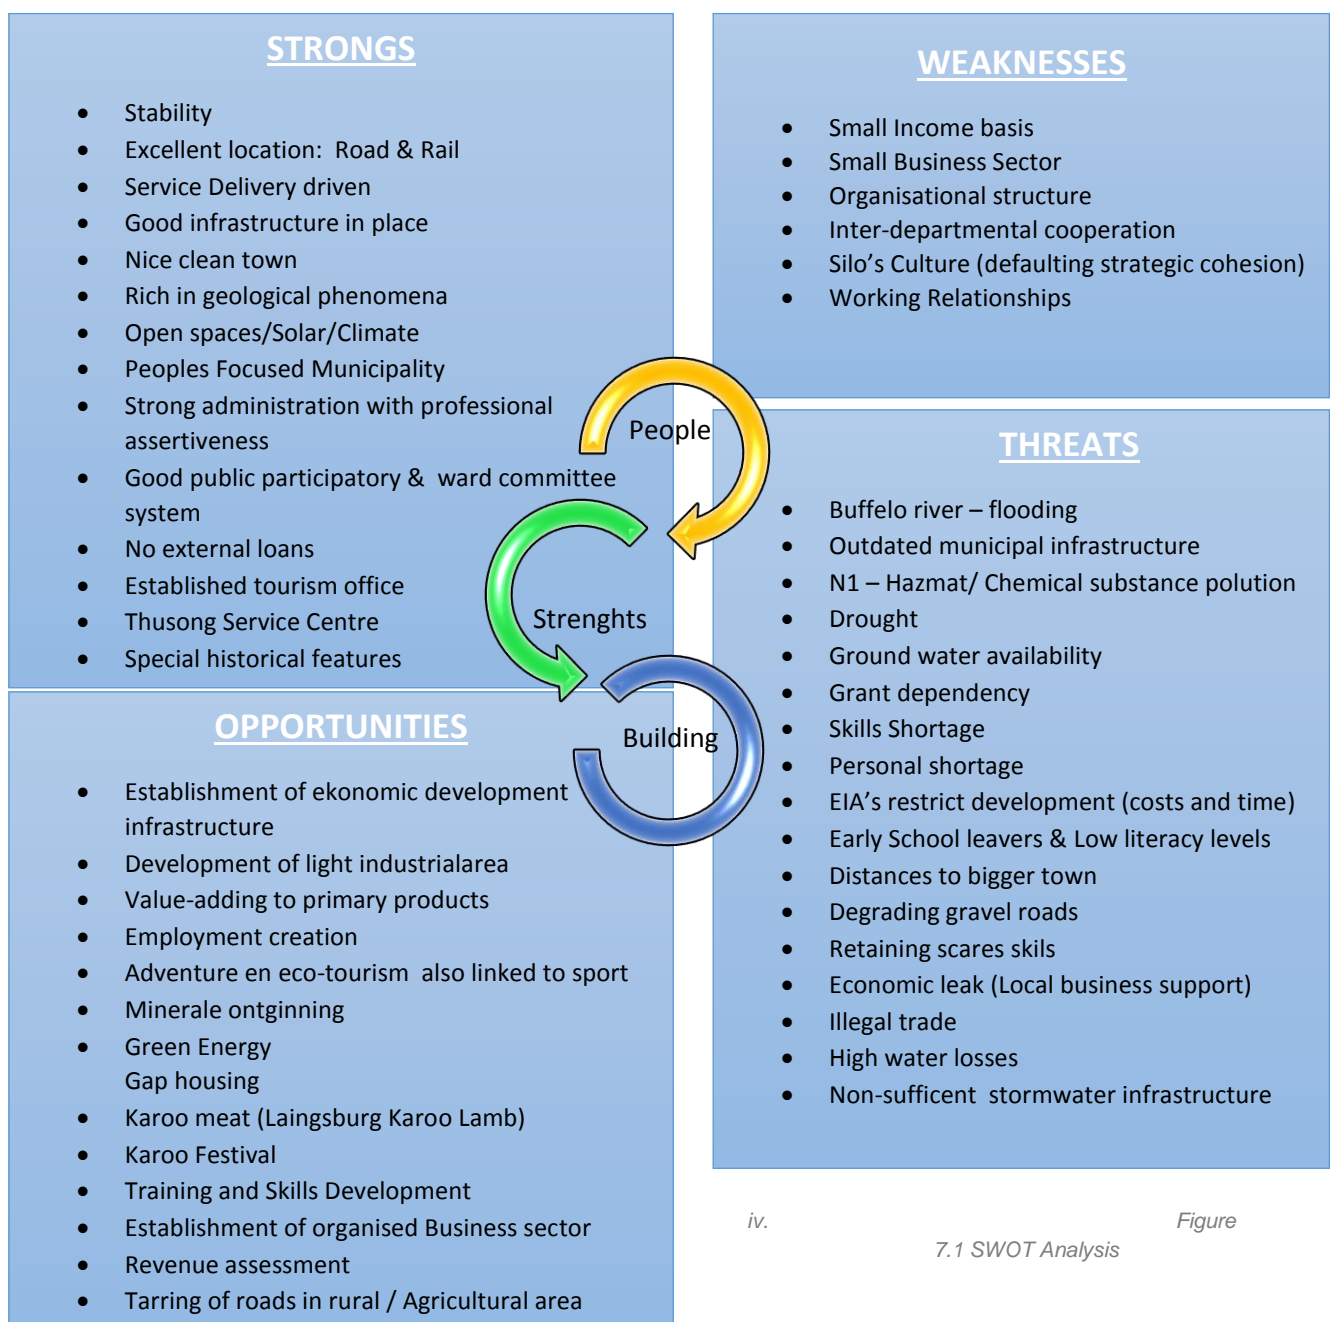 STRONGS
• Stability
• Excellent location:  Road & Rail
• Service Delivery driven
• Good infrastructure in place
• Nice clean town
• Rich in geological phenomena
• Open spaces/Solar/Climate
• Peoples Focused Municipality
• Strong administration with professional
assertiveness
• Good public participatory &  ward committee
system
• No external loans
• Established tourism office
• Thusong Service Centre
• Special historical features
WEAKNESSES
• Small Income basis
• Small Business Sector
• Organisational structure
• Inter-departmental cooperation
• Silo's Culture (defaulting strategic cohesion)
• Working Relationships
People
Strenghts
Building
OPPORTUNITIES
• Establishment of ekonomic development
infrastructure
• Development of light industrialarea
• Value-adding to primary products
• Employment creation
• Adventure en eco-tourism  also linked to sport
• Minerale ontginning
• Green Energy
Gap housing
• Karoo meat (Laingsburg Karoo Lamb)
• Karoo Festival
• Training and Skills Development
• Establishment of organised Business sector
• Revenue assessment
• Tarring of roads in rural / Agricultural area
THREATS
• Buffelo river – flooding
• Outdated municipal infrastructure
• N1 – Hazmat/ Chemical substance polution
• Drought
• Ground water availability
• Grant dependency
• Skills Shortage
• Personal shortage
• EIA's restrict development (costs and time)
• Early School leavers & Low literacy levels
• Distances to bigger town
• Degrading gravel roads
• Retaining scares skils
• Economic leak (Local business support)
• Illegal trade
• High water losses
• Non-sufficent  stormwater infrastructure
iv. Figure
7.1 SWOT Analysis